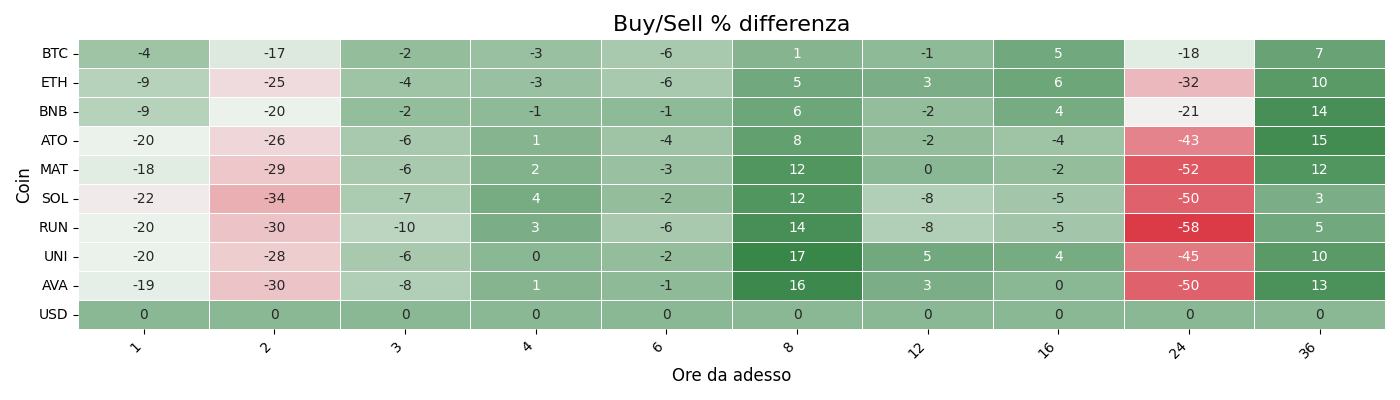 Buy/Sell % differenza
Coin
BTC -4 -17 -2 -3 -6 1 -1 5 -18 7
ETH -9 -25 -4 -3 -6 5 3 6 -32 10
BNB -9 -20 -2 -1 -1 6 -2 4 -21 14
ATO -20 -26 -6 1 -4 8 -2 -4 -43 15
MAT -18 -29 -6 2 -3 12 0 -2 -52 12
SOL -22 -34 -7 4 -2 12 -8 -5 -50 3
RUN -20 -30 -10 3 -6 14 -8 -5 -58 5
UNI -20 -28 -6 0 -2 17 5 4 -45 10
AVA -19 -30 -8 1 -1 16 3 0 -50 13
USD 0 0 0 0 0 0 0 0 0 0
1 2 3 4 6 8 12 16 24 36
Ore da adesso